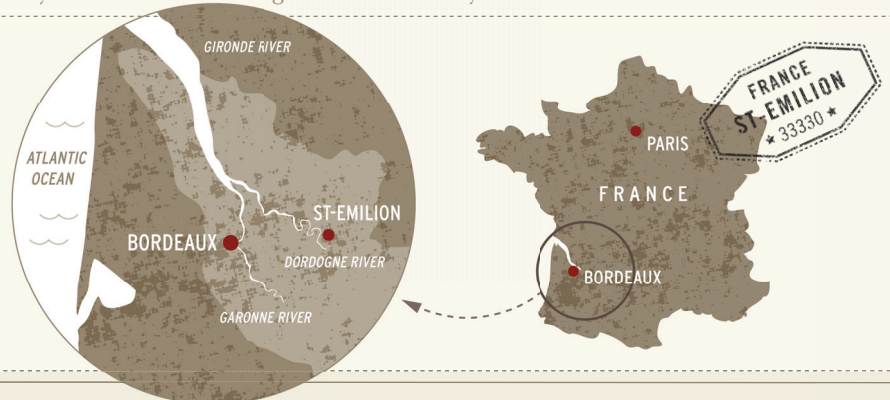 GIRONDE RIVER
ATLANTIC
OCEAN
ST-EMILION
BORDEAUX
DORDOGNE RIVER
GARONNE RIVER
PARIS
FRANCE
BORDEAUX
FRANCE
ST-EMILION
★ 33330 ★